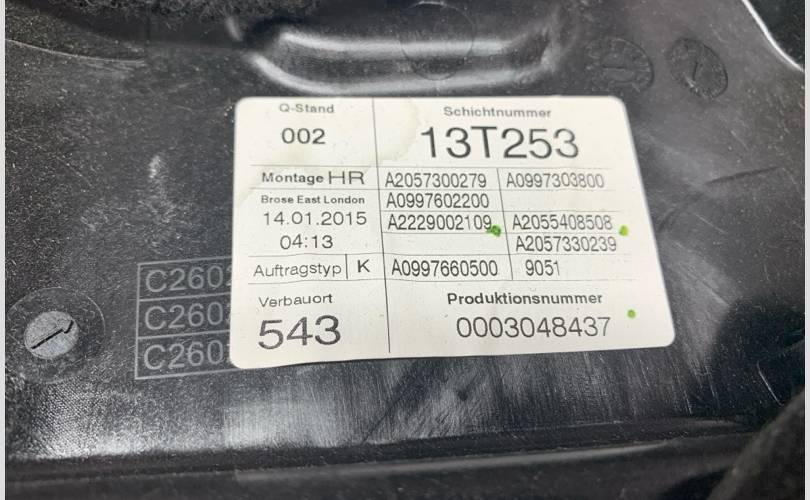 Q-Stand
002
Schichtnummer
13T253
Montage HR
A2057300279 A0997303800
Brose East London
A0997602200
14.01.2015
A2229002109 A2055408508
04:13
A2057330239
Auftragstyp K
A0997660500 9051
Verbauort
543
Produktionsnummer
0003048437